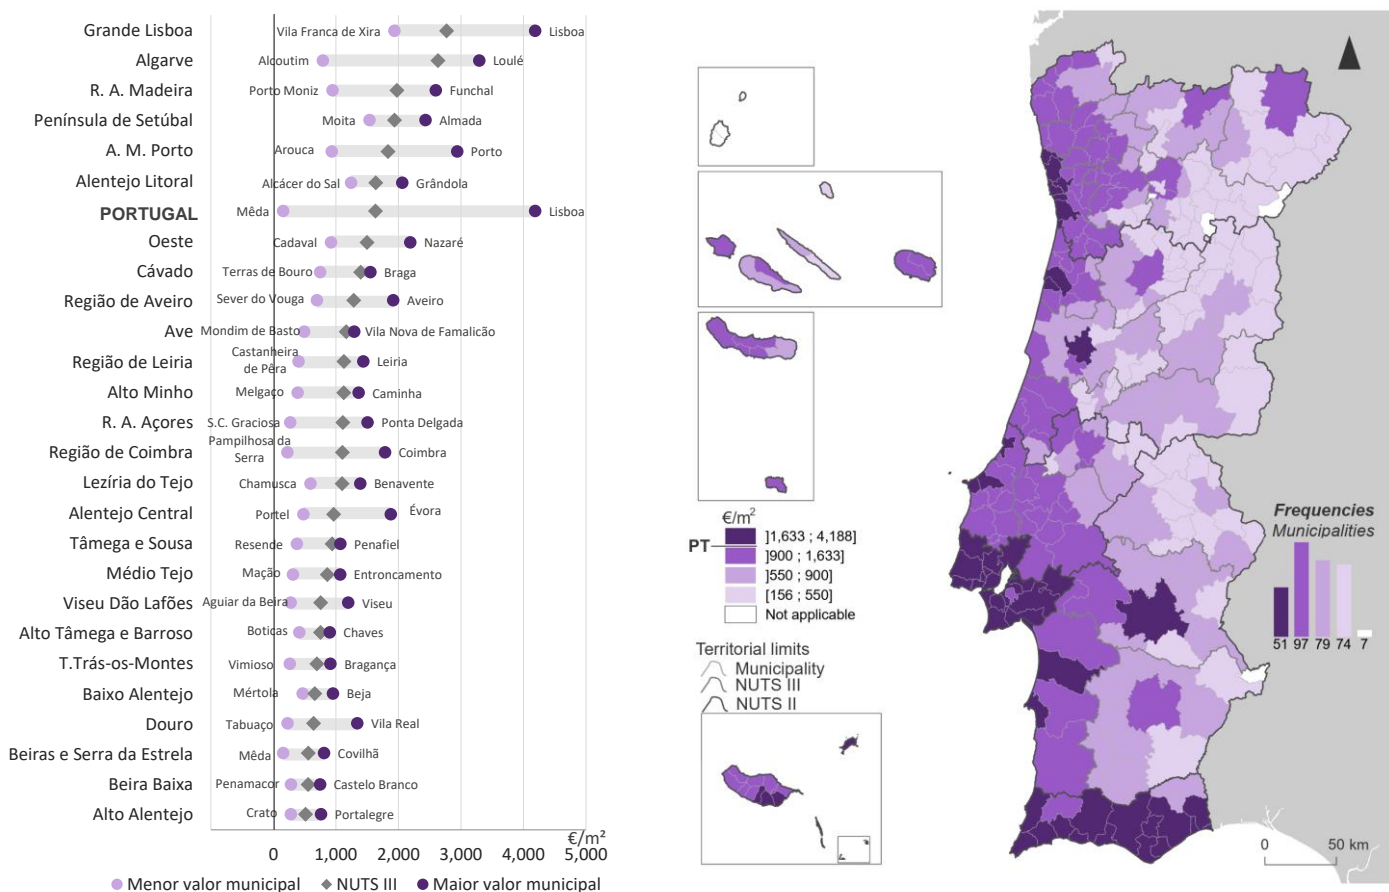 Grande Lisboa Vila Franca de Xira Lisboa
Algarve Alcoutim Loulé
R. A. Madeira Porto Moniz Funchal
Península de Setúbal Moita Almada
A. M. Porto Arouca Porto
Alentejo Litoral Alcácer do Sal Grândola
PORTUGAL Mêda Lisboa
Oeste Cadaval Nazaré
Cávado Terras de Bouro Braga
Região de Aveiro Sever do Vouga Aveiro
Ave Mondim de Basto Vila Nova de Famalicão
Região de Leiria Castanheira de Pêra Leiria
Alto Minho Melgaço Caminha
R. A. Açores S.C. Graciosa Ponta Delgada
Região de Coimbra Pampilhosa da Serra Coimbra
Lezíria do Tejo Chamusca Benavente
Alentejo Central Portel Évora
Tâmega e Sousa Resende Penafiel
Médio Tejo Mação Entroncamento
Viseu Dão Lafões Aguiar da Beira Viseu
Alto Tâmega e Barroso Boticas Chaves
T.Trás-os-Montes Vimioso Bragança
Baixo Alentejo Mértola Beja
Douro Tabuaço Vila Real
Beiras e Serra da Estrela Mêda Covilhã
Beira Baixa Penamacor Castelo Branco
Alto Alentejo Crato Portalegre
€/m²
0 1,000 2,000 3,000 4,000 5,000
Menor valor municipal NUTS III Maior valor municipal
€/m²
PT
]1,633 ; 4,188]
]900 ; 1,633]
]550 ; 900]
[156 ; 550]
Not applicable
Territorial limits
Municipality
NUTS III
NUTS II
Frequencies
Municipalities
51 97 79 74 7
0 50 km